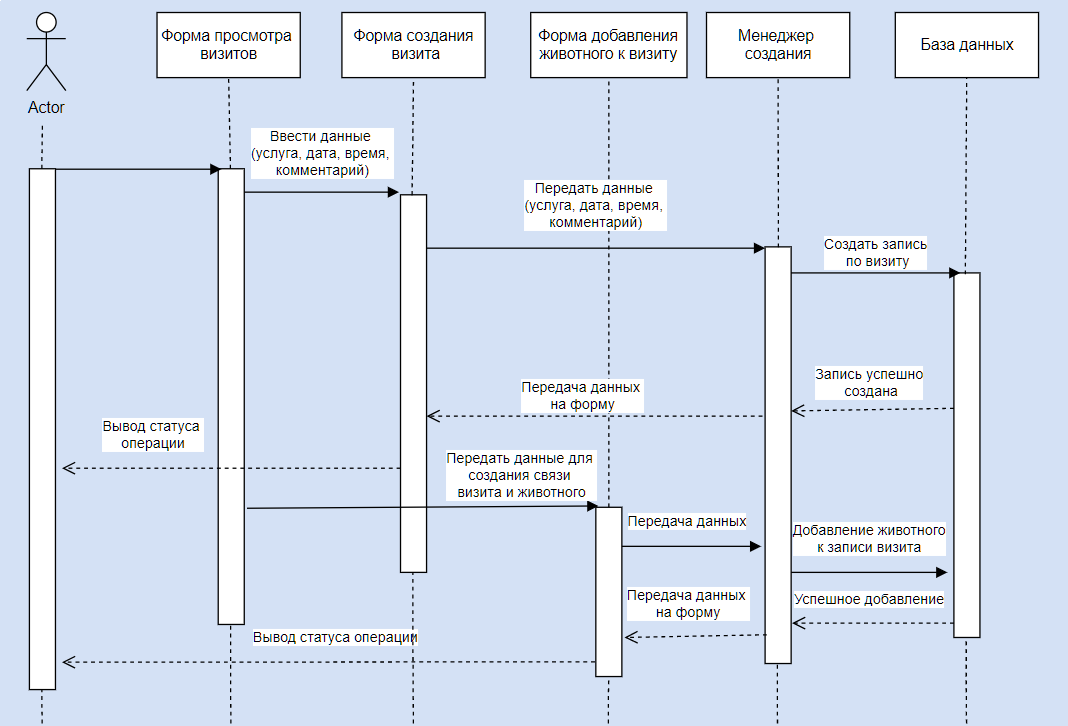 Форма просмотра
визитов
Форма создания
визита
Форма добавления
животного к визиту
Менеджер
создания
База данных
Actor
Ввести данные
(услуга, дата, время,
комментарий)
Передать данные
(услуга, дата, время,
комментарий)
Создать запись
по визиту
Запись успешно
создана
Передача данных
на форму
Вывод статуса
операции
Передать данные для
создания связи
визита и животного
Передача данных
Добавление животного
к записи визита
Передача данных
на форму
Успешное добавление
Вывод статуса операции